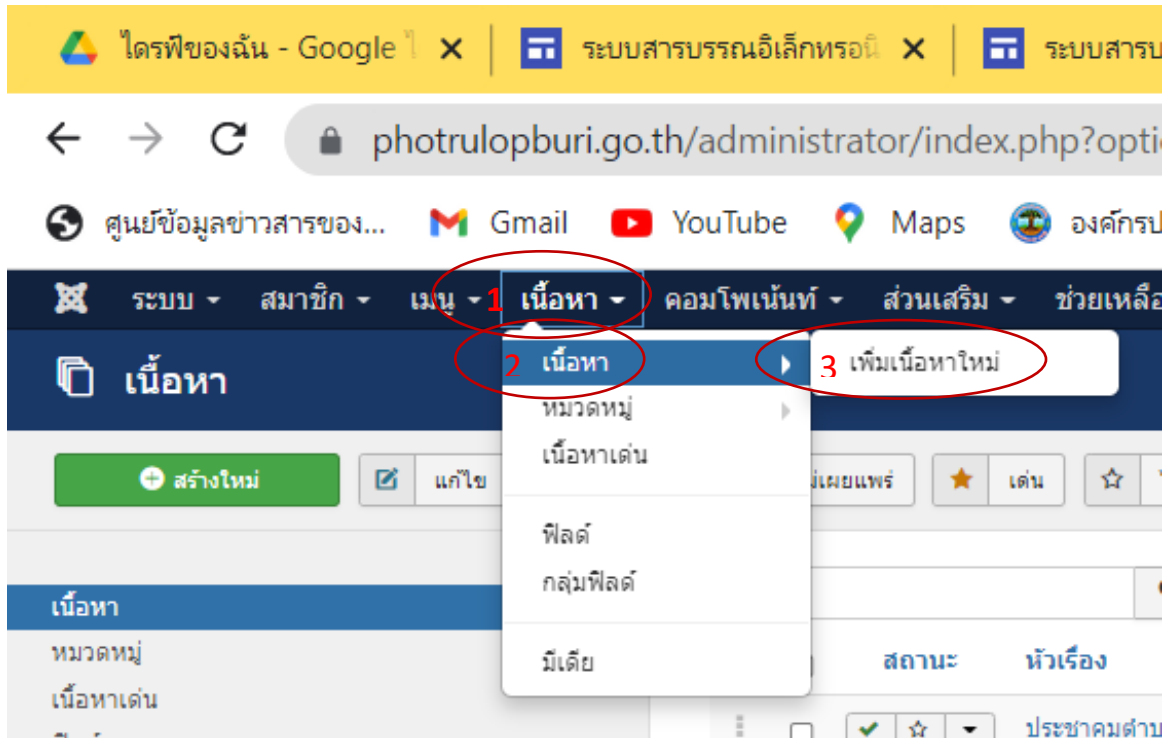 ไดรฟ์ของฉัน - Google ระบบสารบรรณอิเล็กทรอนิ ระบบสารบ
photrulopburi.go.th/administrator/index.php?opti
ศูนย์ข้อมูลข่าวสารของ... Gmail YouTube Maps องค์กรป
ระบบ สมาชิก เมนู 1 เนื้อหา คอมโพเน้นท์ ส่วนเสริม ช่วยเหลือ
เนื้อหา 2 เนื้อหา 3 เพิ่มเนื้อหาใหม่
หมวดหมู่
เนื้อหาเด่น
สร้างใหม่ แก้ไข เผยแพร่ เด่น
ฟิลด์
กลุ่มฟิลด์
เนื้อหา
หมวดหมู่ มีเดีย สถานะ หัวเรื่อง
เนื้อหาเด่น
ประชาคมตำบ